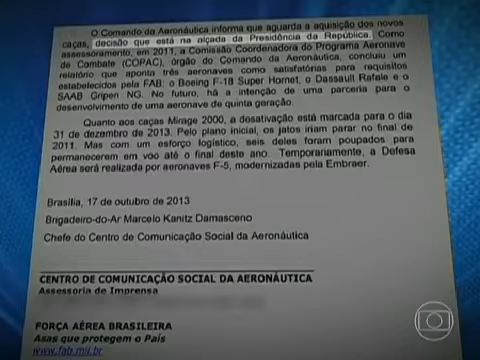 O Comando da Aeronáutica informa que aguarda a aquisição dos novos
caças, decisão que está na alçada da Presidência da República. Como
assessoramento, em 2011, a Comissão Coordenadora do Programa Aeronave
de Combate (COPAC), órgão do Comando da Aeronáutica, concluiu um
relatório que aponta três aeronaves como satisfatórias para requisitos
estabelecidos pela FAB: o Boeing F-18 Super Hornet, o Dassault Rafale e o
SAAB Gripen NG. No futuro, há a intenção de uma parceria para o
desenvolvimento de uma aeronave de quinta geração.
Quanto aos caças Mirage 2000, a desativação está marcada para o dia
31 de dezembro de 2013. Pelo plano inicial, os jatos iriam parar no final de
2011. Mas com um esforço logístico, seis deles foram poupados para
permanecerem em voo até o final deste ano. Temporariamente, a Defesa
Aérea será realizada por aeronaves F-5, modernizadas pela Embraer.
Brasília, 17 de outubro de 2013
Brigadeiro-do-Ar Marcelo Kanitz Damasceno
Chefe do Centro de Comunicação Social da Aeronáutica
CENTRO DE COMUNICAÇÃO SOCIAL DA AERONÁUTICA
Assessoria de Imprensa
FORÇA AÉREA BRASILEIRA
Asas que protegem o País
www.fab.mil.br